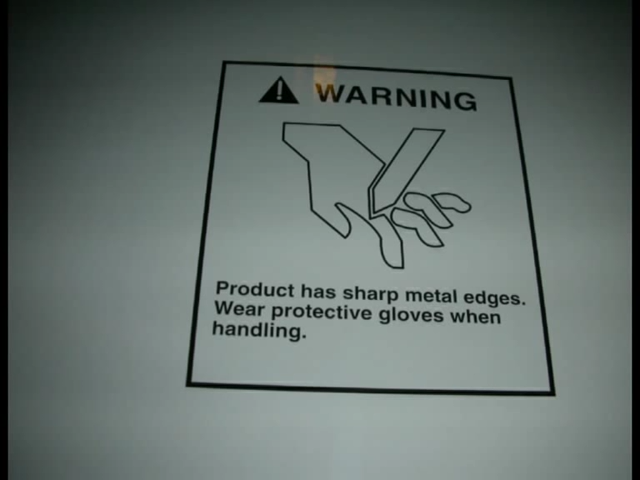 WARNING
Product has sharp metal edges.
Wear protective gloves when
handling.